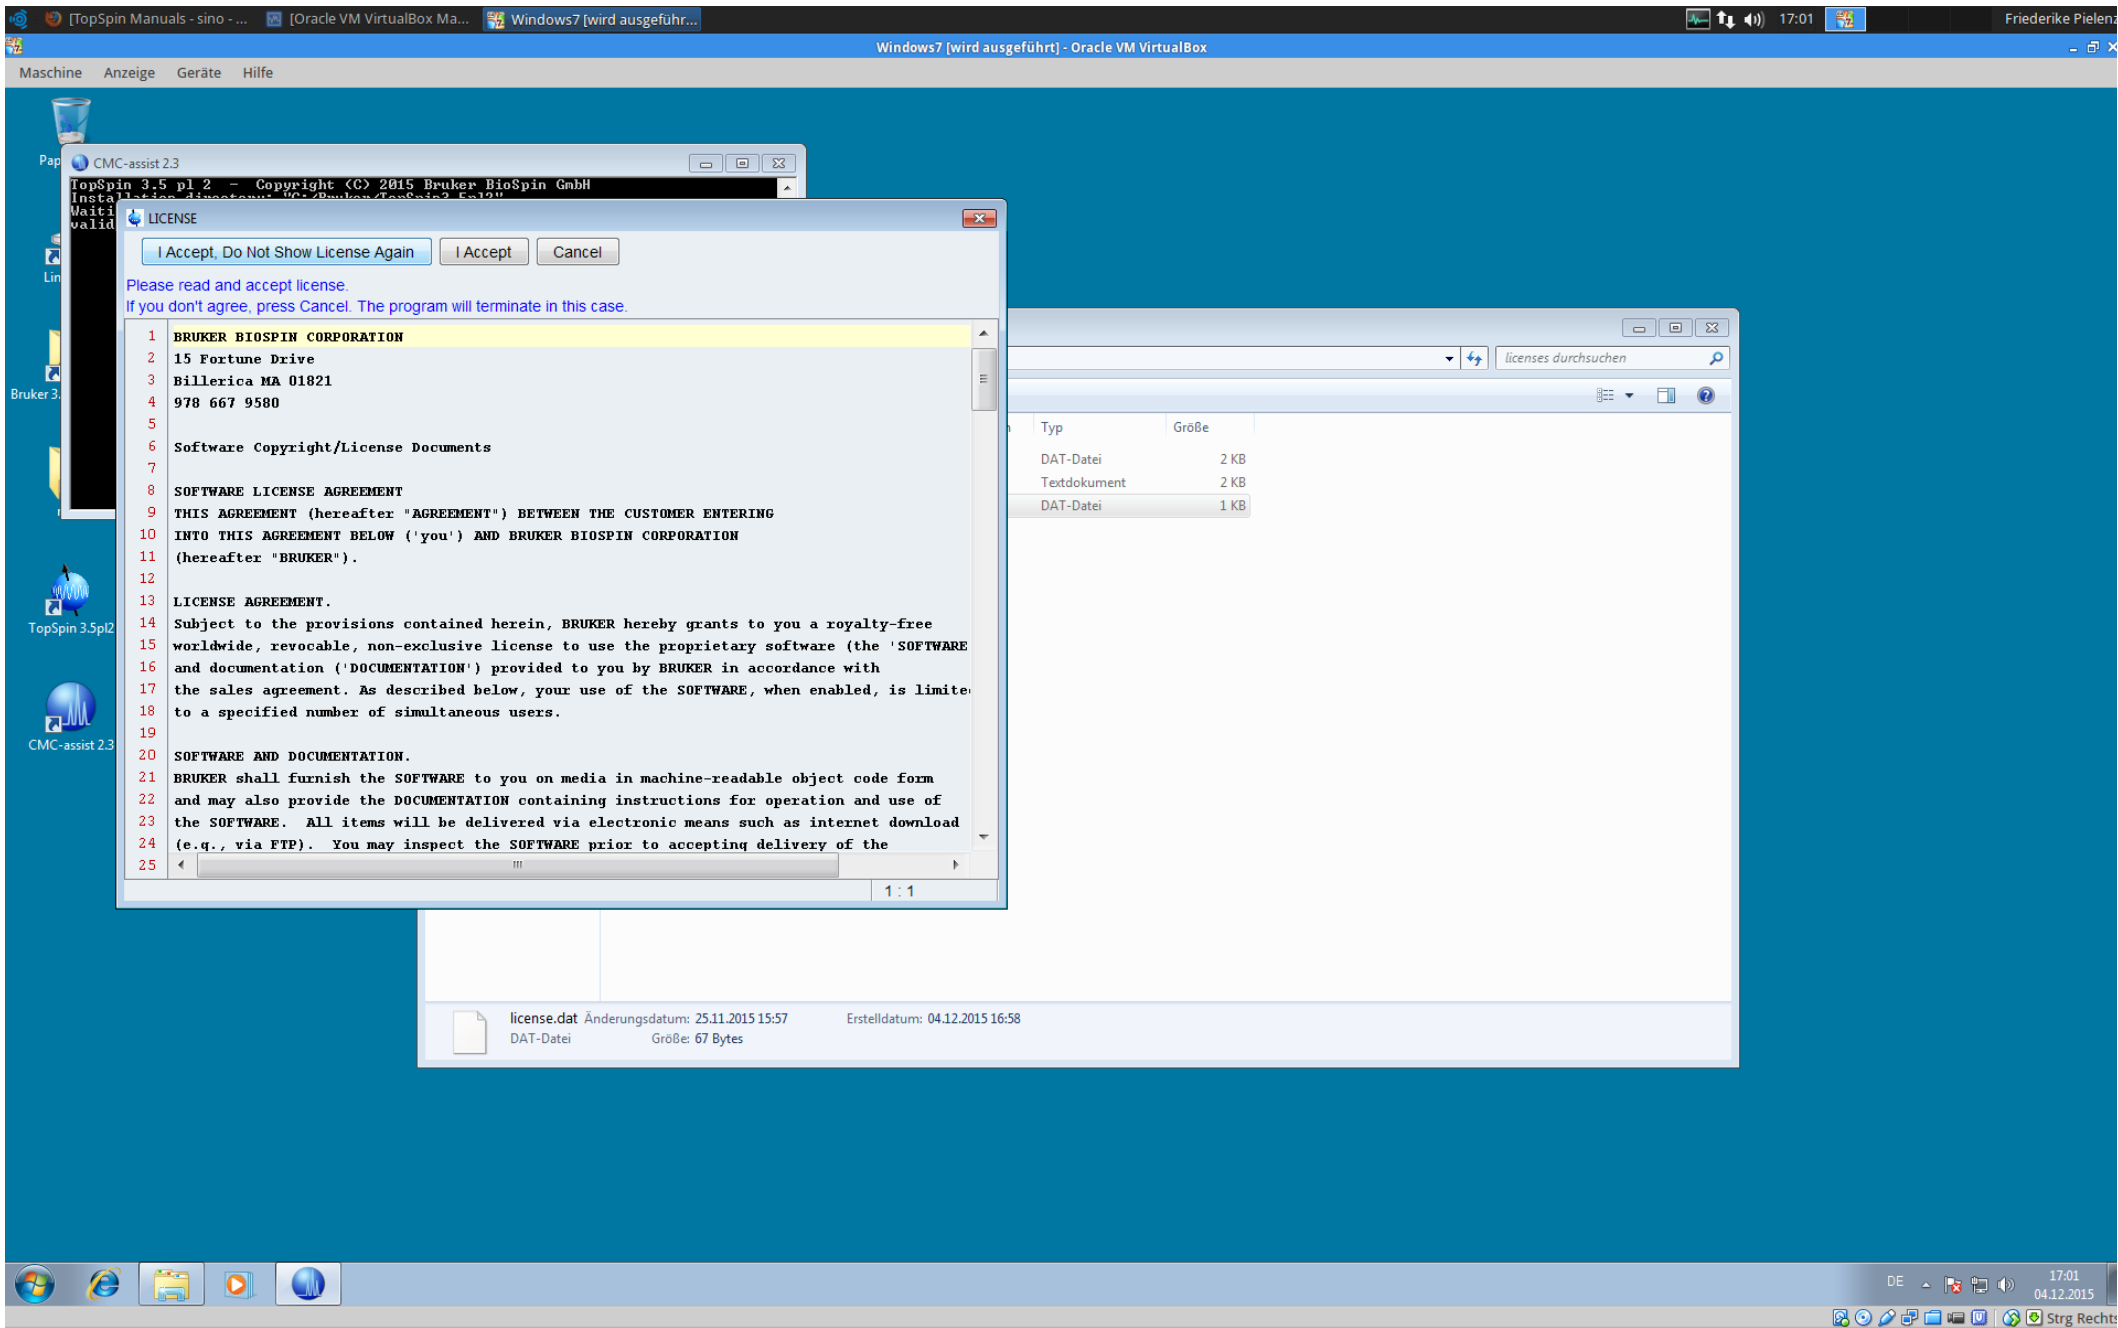 [TopSpin Manuals - sino - ...
[Oracle VM VirtualBox Ma...
Windows7 [wird ausgeführ...
17:01
Friederike Pielenz
Windows7 [wird ausgeführt] - Oracle VM VirtualBox
Maschine Anzeige Geräte Hilfe
Pap
CMC-assist 2.3
TopSpin 3.5 pl 2 - Copyright (C) 2015 Bruker BioSpin GmbH
Installation directory: "C:/Bruker/TopSpin3.5pl2"
Waiti
valid
LICENSE
I Accept, Do Not Show License Again I Accept Cancel
Please read and accept license.
If you don't agree, press Cancel. The program will terminate in this case.
1 BRUKER BIOSPIN CORPORATION
2 15 Fortune Drive
3 Billerica MA 01821
4 978 667 9580
5
6 Software Copyright/License Documents
7
8 SOFTWARE LICENSE AGREEMENT
9 THIS AGREEMENT (hereafter "AGREEMENT") BETWEEN THE CUSTOMER ENTERING
10 INTO THIS AGREEMENT BELOW ('you') AND BRUKER BIOSPIN CORPORATION
11 (hereafter "BRUKER").
12
13 LICENSE AGREEMENT.
14 Subject to the provisions contained herein, BRUKER hereby grants to you a royalty-free
15 worldwide, revocable, non-exclusive license to use the proprietary software (the 'SOFTWARE
16 and documentation ('DOCUMENTATION') provided to you by BRUKER in accordance with
17 the sales agreement. As described below, your use of the SOFTWARE, when enabled, is limite
18 to a specified number of simultaneous users.
19
20 SOFTWARE AND DOCUMENTATION.
21 BRUKER shall furnish the SOFTWARE to you on media in machine-readable object code form
22 and may also provide the DOCUMENTATION containing instructions for operation and use of
23 the SOFTWARE. All items will be delivered via electronic means such as internet download
24 (e.g., via FTP). You may inspect the SOFTWARE prior to accepting delivery of the
25
1 : 1
Lin
Bruker 3.
TopSpin 3.5pl2
CMC-assist 2.3
licenses durchsuchen
Typ Größe
DAT-Datei 2 KB
Textdokument 2 KB
DAT-Datei 1 KB
license.dat Änderungsdatum: 25.11.2015 15:57 Erstelldatum: 04.12.2015 16:58
DAT-Datei Größe: 67 Bytes
DE
17:01
04.12.2015
Strg Rechts